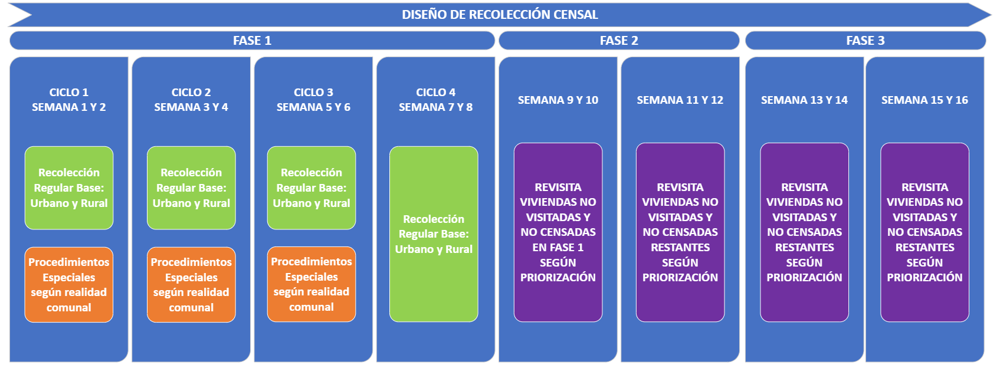 DISEÑO DE RECOLECCIÓN CENSAL
FASE 1
FASE 2
FASE 3
CICLO 1
SEMANA 1 Y 2
Recolección
Regular Base:
Urbano y Rural
Procedimientos
Especiales
según realidad
comunal
CICLO 2
SEMANA 3 Y 4
Recolección
Regular Base:
Urbano y Rural
Procedimientos
Especiales
según realidad
comunal
CICLO 3
SEMANA 5 Y 6
Recolección
Regular Base:
Urbano y Rural
Procedimientos
Especiales
según realidad
comunal
CICLO 4
SEMANA 7 Y 8
Recolección
Regular Base:
Urbano y Rural
SEMANA 9 Y 10
REVISITA
VIVIENDAS NO
VISITADAS Y
NO CENSADAS
EN FASE 1
SEGÚN
PRIORIZACIÓN
SEMANA 11 Y 12
REVISITA
VIVIENDAS NO
VISITADAS Y
NO CENSADAS
RESTANTES
SEGÚN
PRIORIZACIÓN
SEMANA 13 Y 14
REVISITA
VIVIENDAS NO
VISITADAS Y
NO CENSADAS
RESTANTES
SEGÚN
PRIORIZACIÓN
SEMANA 15 Y 16
REVISITA
VIVIENDAS NO
VISITADAS Y
NO CENSADAS
RESTANTES
SEGÚN
PRIORIZACIÓN